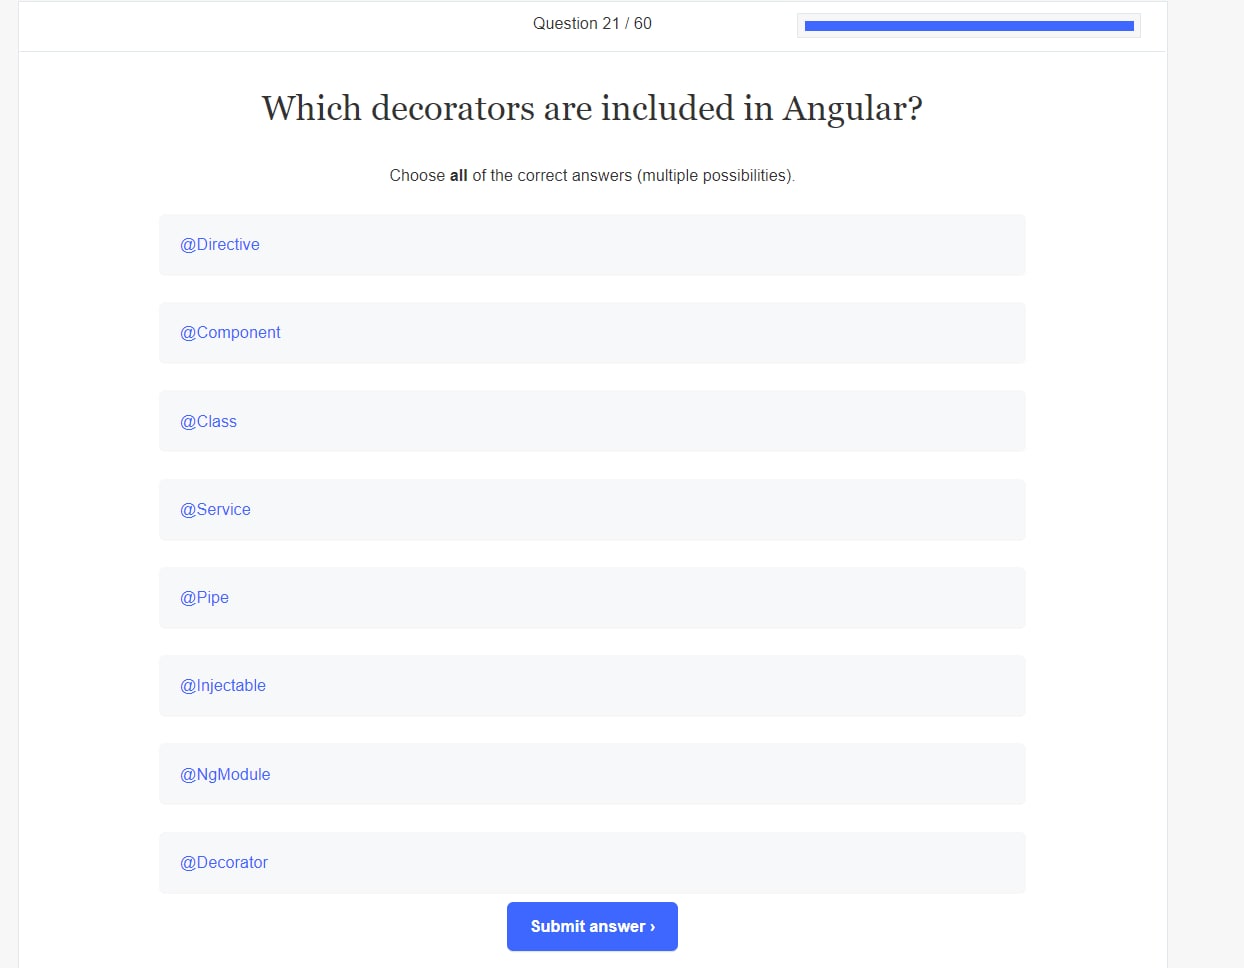 Question 21 / 60
Which decorators are included in Angular?
Choose all of the correct answers (multiple possibilities).
@Directive
@Component
@Class
@Service
@Pipe
@Injectable
@NgModule
@Decorator
Submit answer ›